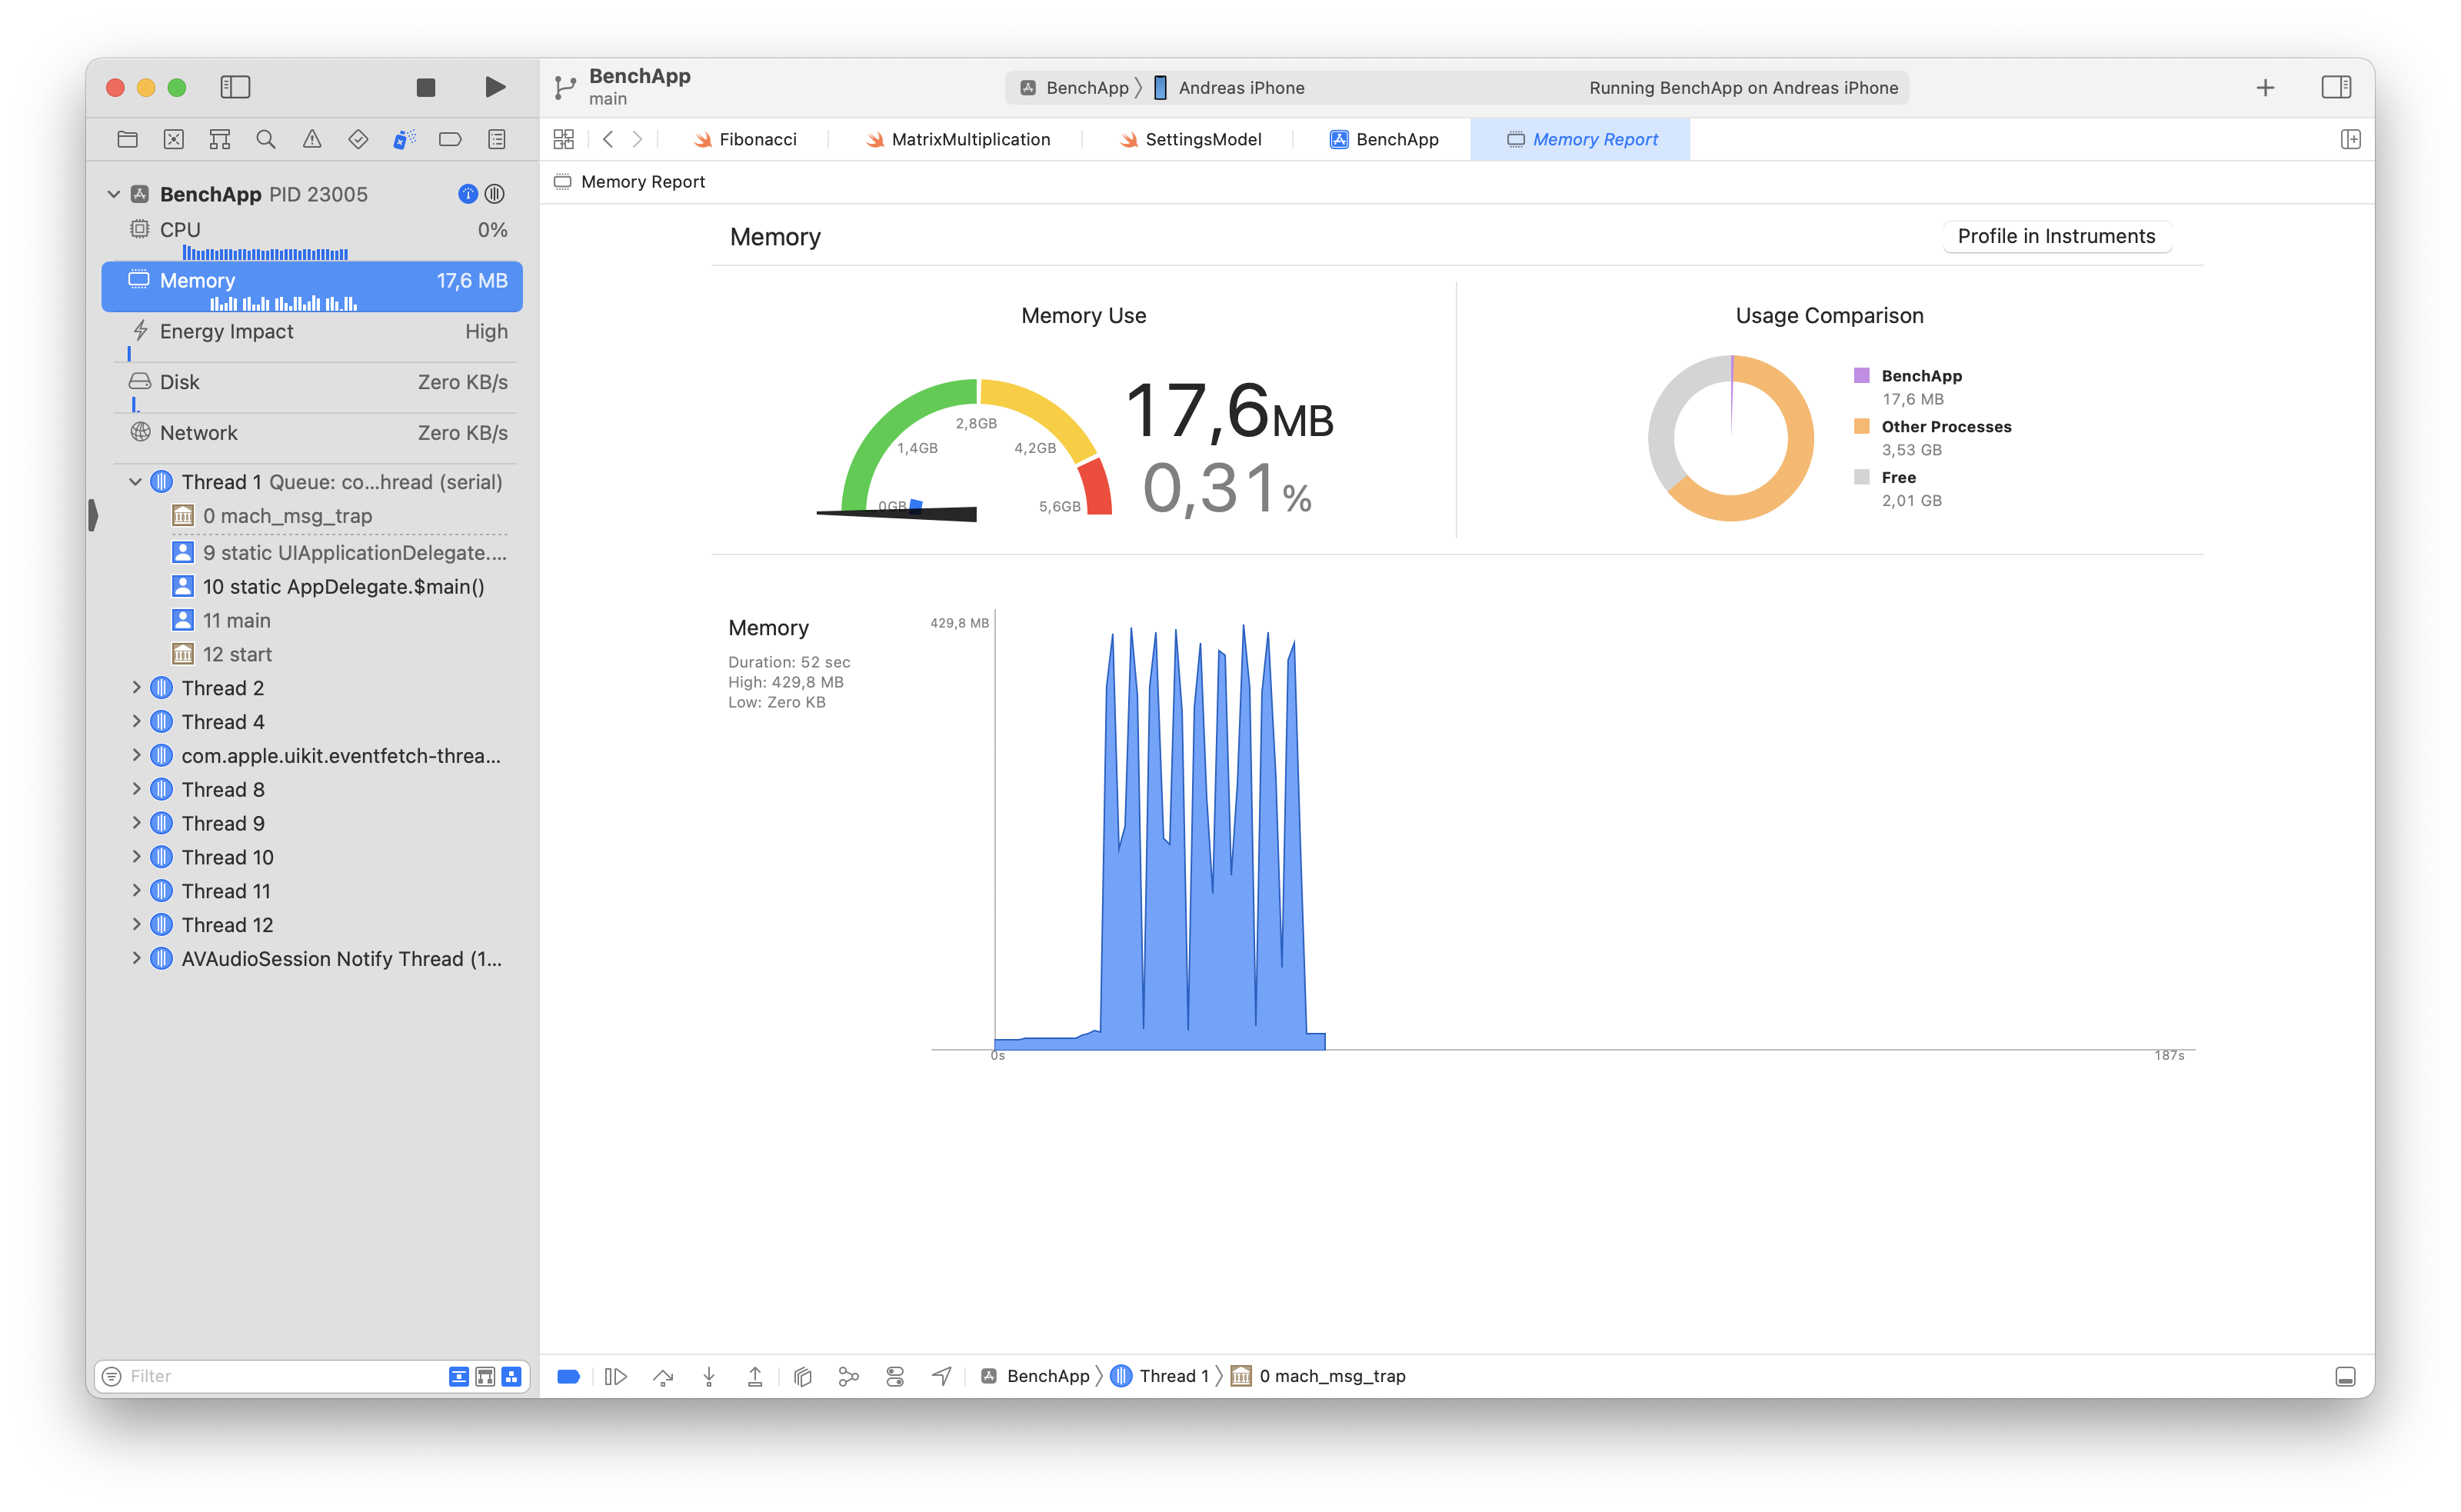 BenchApp
main
BenchApp 〉 Andreas iPhone
Running BenchApp on Andreas iPhone
Fibonacci
MatrixMultiplication
SettingsModel
BenchApp
Memory Report
Memory Report
BenchApp PID 23005
CPU 0%
Memory 17,6 MB
Energy Impact High
Disk Zero KB/s
Network Zero KB/s
Thread 1 Queue: co...hread (serial)
0 mach_msg_trap
9 static UIApplicationDelegate....
10 static AppDelegate.$main()
11 main
12 start
Thread 2
Thread 4
com.apple.uikit.eventfetch-threa...
Thread 8
Thread 9
Thread 10
Thread 11
Thread 12
AVAudioSession Notify Thread (1...
Filter
Memory
Profile in Instruments
Memory Use
0GB
1,4GB
2,8GB
4,2GB
5,6GB
17,6MB
0,31%
Usage Comparison
BenchApp
17,6 MB
Other Processes
3,53 GB
Free
2,01 GB
Memory
Duration: 52 sec
High: 429,8 MB
Low: Zero KB
429,8 MB
0s
187s
BenchApp 〉 Thread 1 〉 0 mach_msg_trap